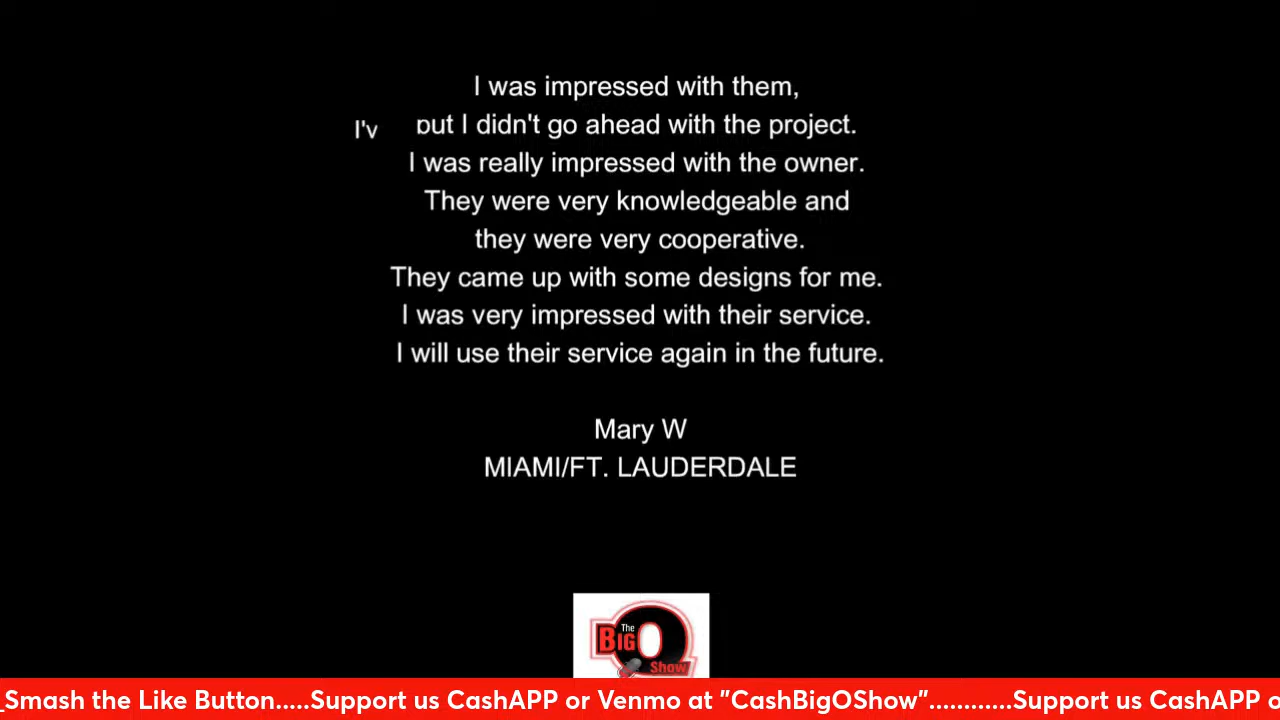 I was impressed with them,
I'v but I didn't go ahead with the project.
I was really impressed with the owner.
They were very knowledgeable and
they were very cooperative.
They came up with some designs for me.
I was very impressed with their service.
I will use their service again in the future.
Mary W
MIAMI/FT. LAUDERDALE
The
BIG O
Show
_Smash the Like Button.....Support us CashAPP or Venmo at "CashBigOShow"............Support us CashAPP o